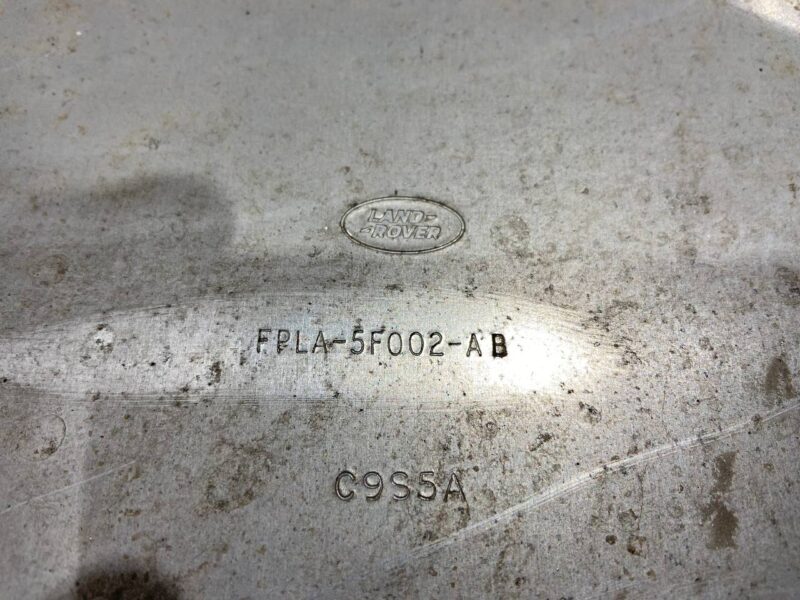 LAND-
-ROVER
FPLA-5F002-AB
C9S5A